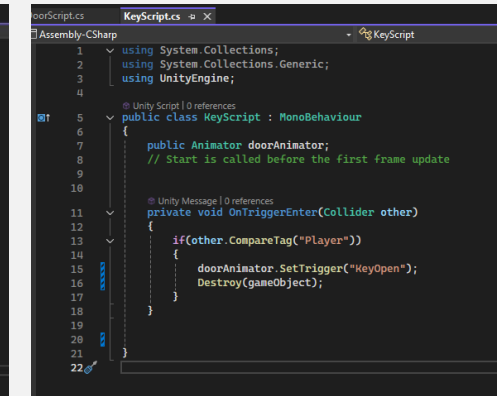 DoorScript.cs KeyScript.cs
Assembly-CSharp KeyScript
1 using System.Collections;
2 using System.Collections.Generic;
3 using UnityEngine;
4
Unity Script | 0 references
5 public class KeyScript : MonoBehaviour
6 {
7 public Animator doorAnimator;
8 // Start is called before the first frame update
9
10
Unity Message | 0 references
11 private void OnTriggerEnter(Collider other)
12 {
13 if(other.CompareTag("Player"))
14 {
15 doorAnimator.SetTrigger("KeyOpen");
16 Destroy(gameObject);
17 }
18 }
19
20
21 }
22